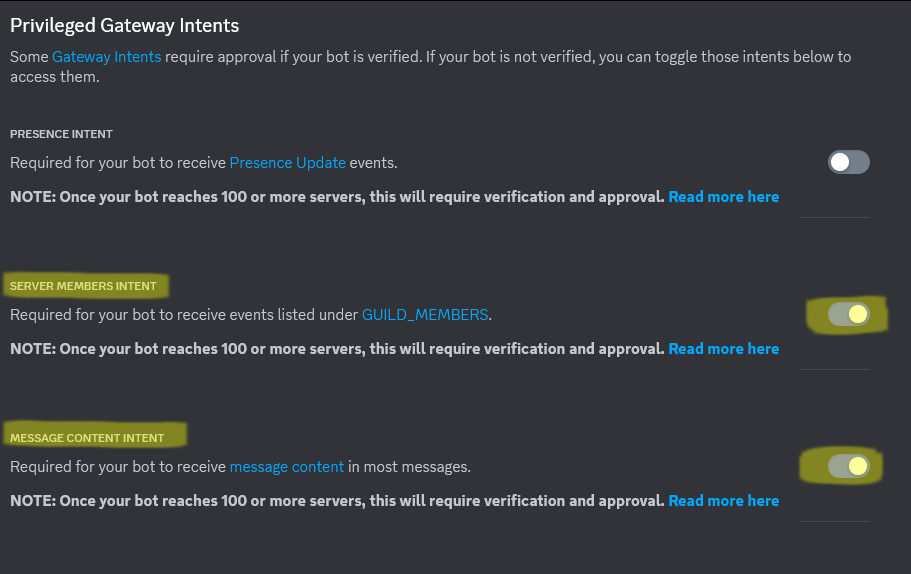 Privileged Gateway Intents
Some Gateway Intents require approval if your bot is verified. If your bot is not verified, you can toggle those intents below to
access them.
PRESENCE INTENT
Required for your bot to receive Presence Update events.
NOTE: Once your bot reaches 100 or more servers, this will require verification and approval. Read more here
SERVER MEMBERS INTENT
Required for your bot to receive events listed under GUILD_MEMBERS.
NOTE: Once your bot reaches 100 or more servers, this will require verification and approval. Read more here
MESSAGE CONTENT INTENT
Required for your bot to receive message content in most messages.
NOTE: Once your bot reaches 100 or more servers, this will require verification and approval. Read more here